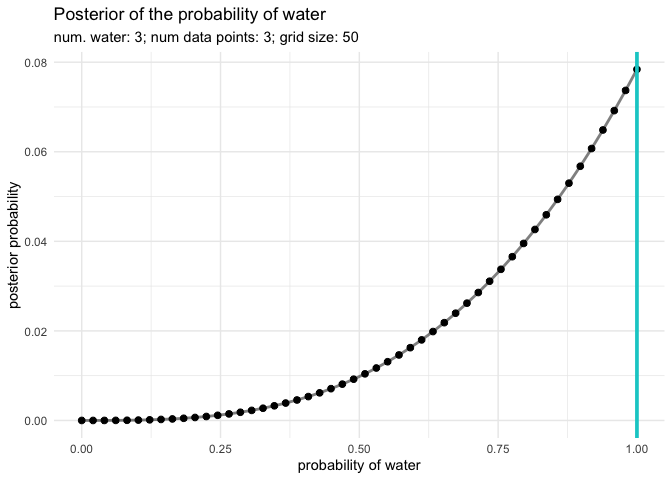 Posterior of the probability of water
num. water: 3; num data points: 3; grid size: 50
0.08
0.06
0.04
0.02
0.00
posterior probability
0.00 0.25 0.50 0.75 1.00
probability of water